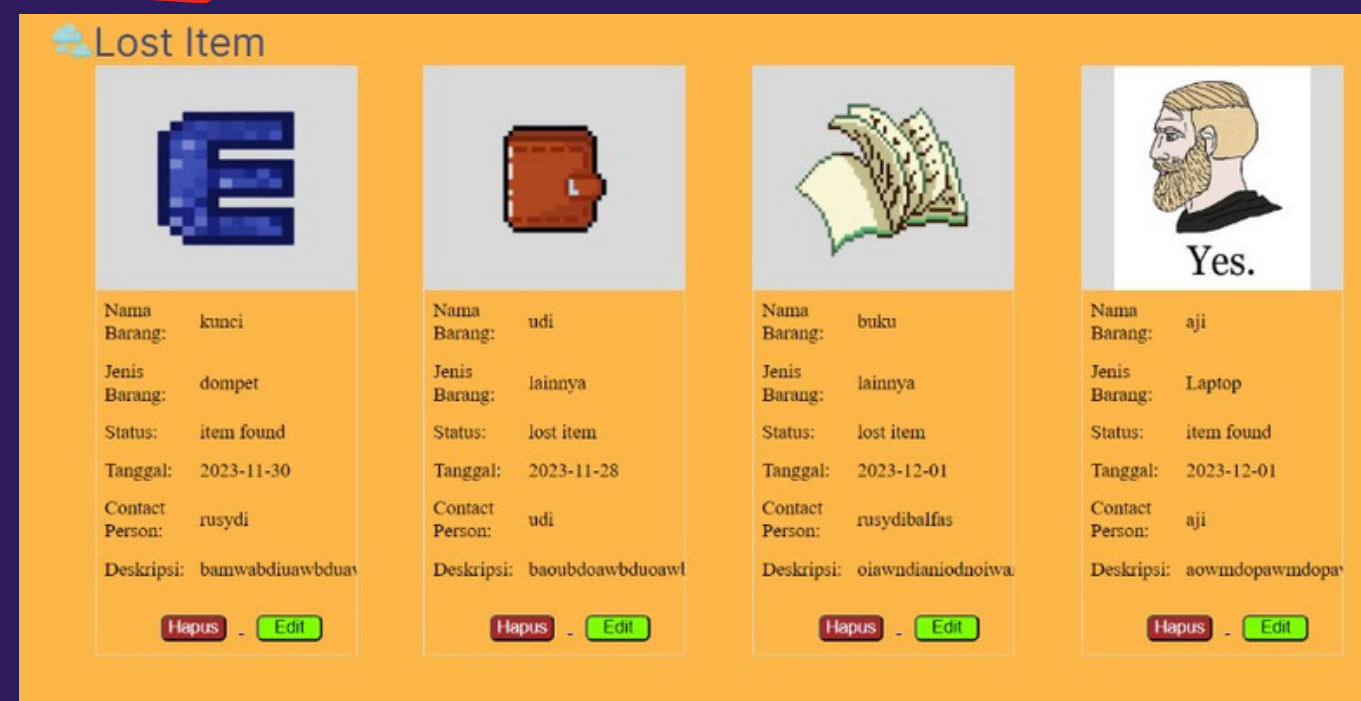 Lost Item
Yes.
Nama Barang: kunci
Jenis Barang: dompet
Status: item found
Tanggal: 2023-11-30
Contact Person: rusydi
Deskripsi: bamwabdiuawbduav
Hapus - Edit
Nama Barang: udi
Jenis Barang: lainnya
Status: lost item
Tanggal: 2023-11-28
Contact Person: udi
Deskripsi: baoubdoawbduoawb
Hapus - Edit
Nama Barang: buku
Jenis Barang: lainnya
Status: lost item
Tanggal: 2023-12-01
Contact Person: rusydibalfas
Deskripsi: oiawndianiodnoiwa
Hapus - Edit
Nama Barang: aji
Jenis Barang: Laptop
Status: item found
Tanggal: 2023-12-01
Contact Person: aji
Deskripsi: aowmdopawmdopa
Hapus - Edit